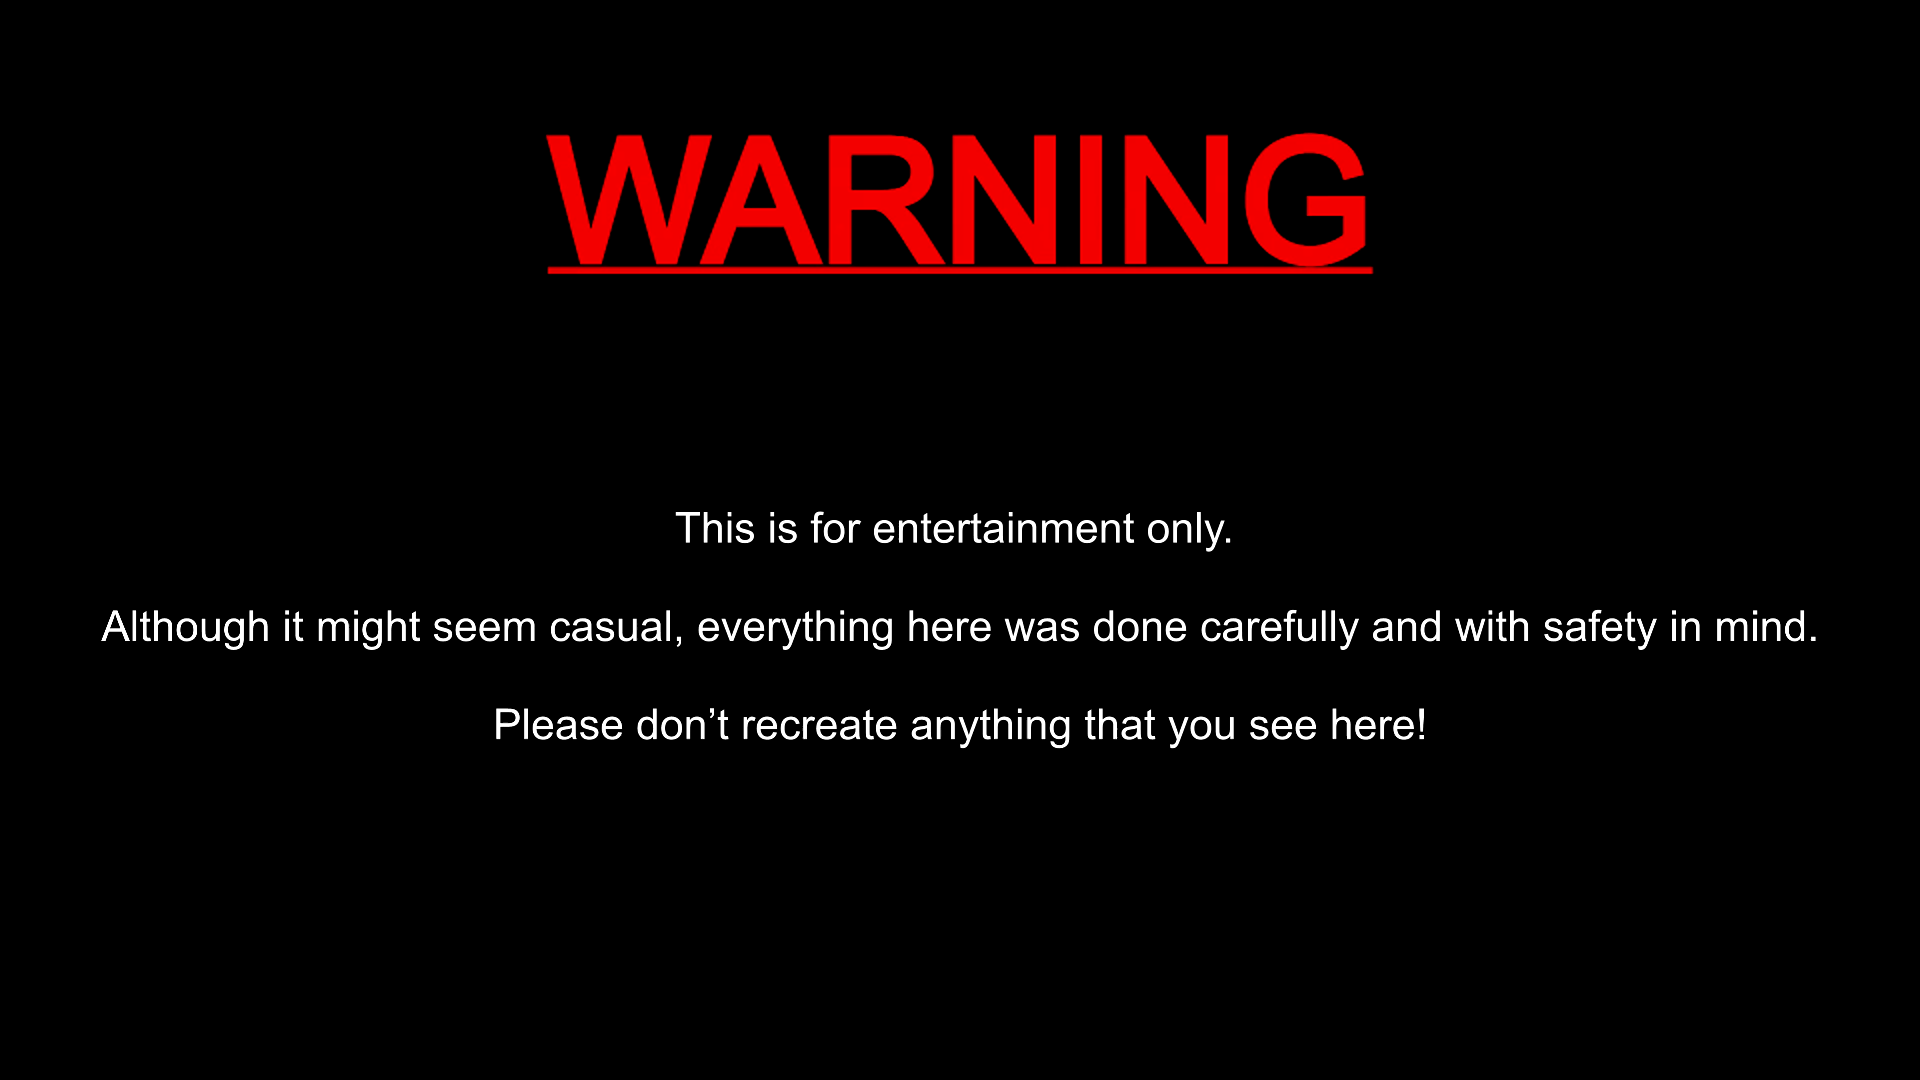 WARNING
This is for entertainment only.
Although it might seem casual, everything here was done carefully and with safety in mind.
Please don’t recreate anything that you see here!